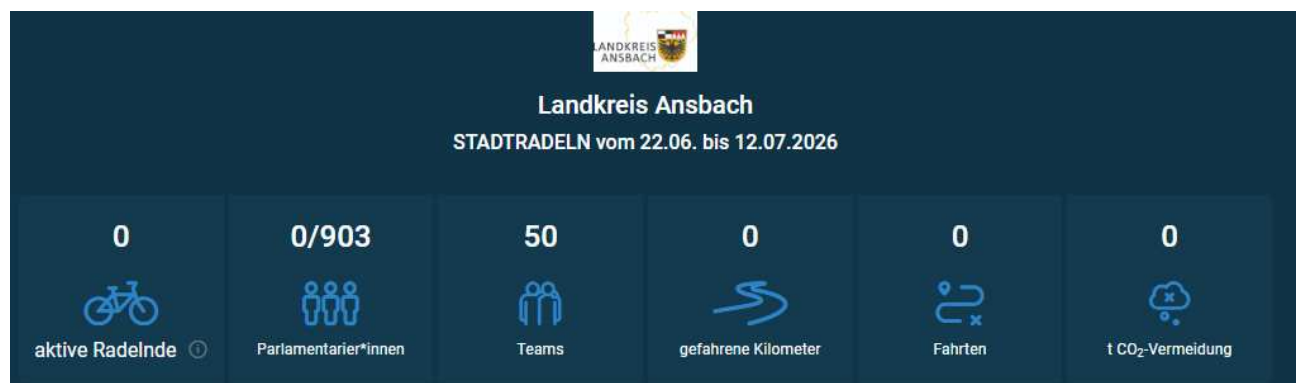 LANDKREIS
ANSBACH
Landkreis Ansbach
STADTRADELN vom 22.06. bis 12.07.2026
0
0/903
50
0
0
0
aktive Radelnde
Parlamentarier*innen
Teams
gefahrene Kilometer
Fahrten
t CO₂-Vermeidung